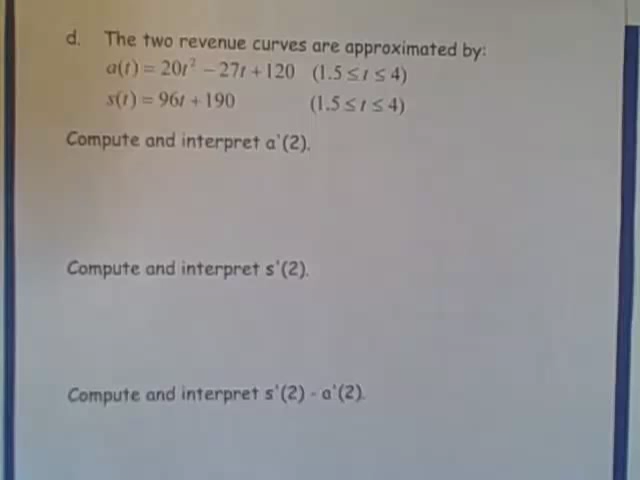 d. The two revenue curves are approximated by:
a(t) = 20t² − 27t + 120 (1.5 ≤ t ≤ 4)
s(t) = 96t + 190 (1.5 ≤ t ≤ 4)
Compute and interpret a`(2).
Compute and interpret s'(2).
Compute and interpret s'(2) - a'(2).